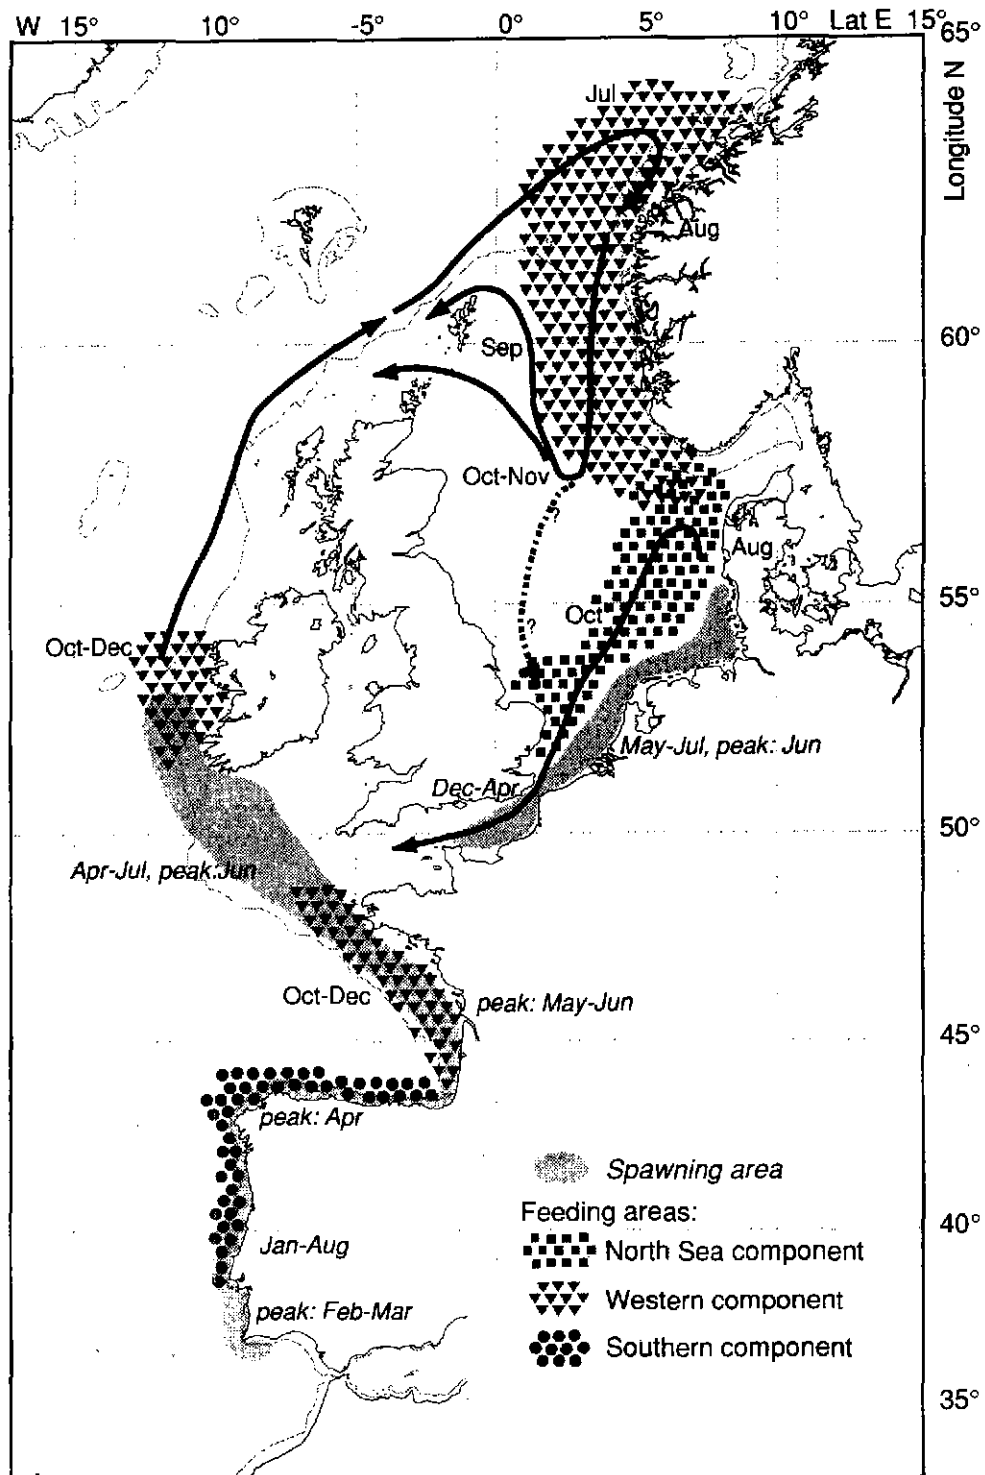 W 15° 10° -5° 0° 5° 10° Lat E 15°
65°
Longitude N
Jul
Aug
60°
Sep
Oct-Nov
Aug
55°
Oct
?
Oct-Dec
May-Jul, peak: Jun
Dec-Apr
50°
Apr-Jul, peak:Jun
Oct-Dec
peak: May-Jun
45°
peak: Apr
Spawning area
Feeding areas:
40°
Jan-Aug
North Sea component
peak: Feb-Mar
Western component
Southern component
35°